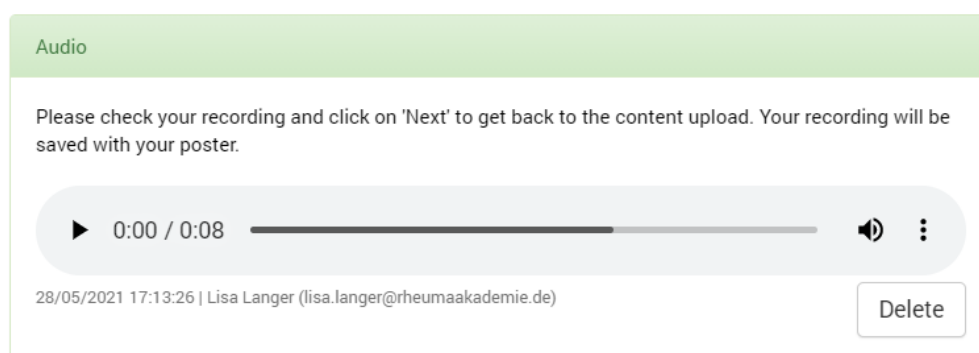 Audio
Please check your recording and click on 'Next' to get back to the content upload. Your recording will be
saved with your poster.
0:00 / 0:08
28/05/2021 17:13:26 | Lisa Langer (lisa.langer@rheumaakademie.de)
Delete